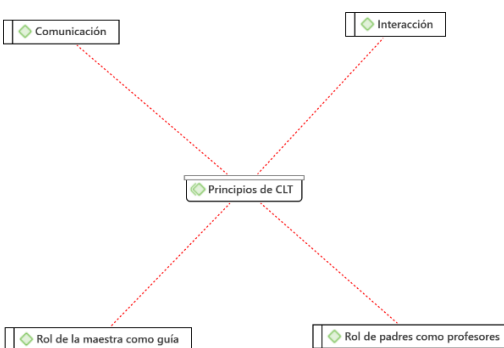 Comunicación
Interacción
Principios de CLT
Rol de la maestra como guía
Rol de padres como profesores